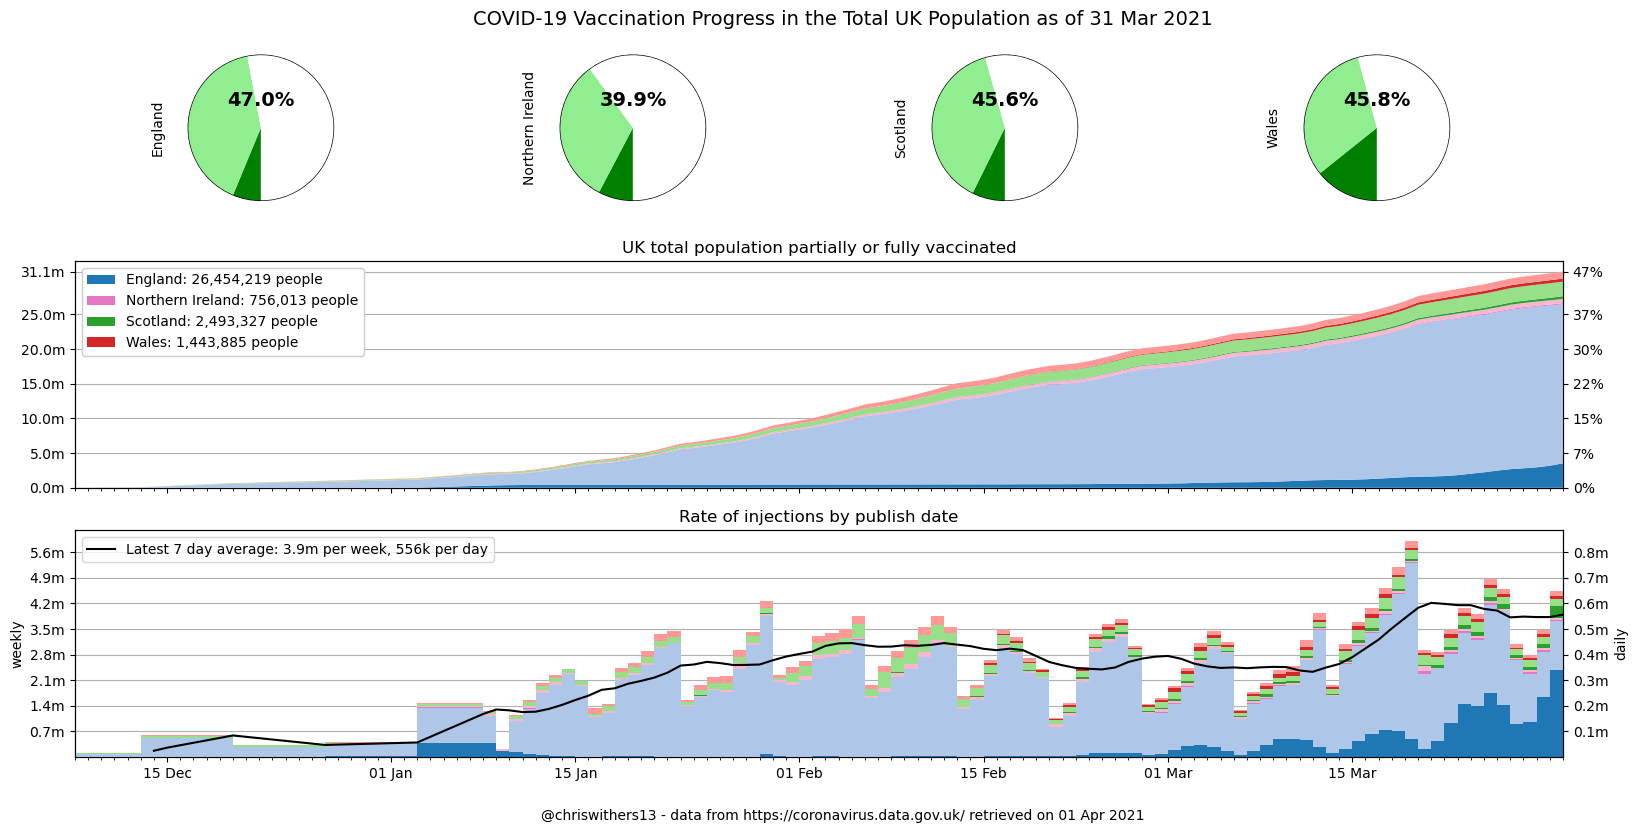 COVID-19 Vaccination Progress in the Total UK Population as of 31 Mar 2021
England
47.0%
Northern Ireland
39.9%
Scotland
45.6%
Wales
45.8%
UK total population partially or fully vaccinated
England: 26,454,219 people
Northern Ireland: 756,013 people
Scotland: 2,493,327 people
Wales: 1,443,885 people
31.1m
25.0m
20.0m
15.0m
10.0m
5.0m
0.0m
47%
37%
30%
22%
15%
7%
0%
Rate of injections by publish date
Latest 7 day average: 3.9m per week, 556k per day
weekly
5.6m
4.9m
4.2m
3.5m
2.8m
2.1m
1.4m
0.7m
0.8m
0.7m
0.6m
0.5m
0.4m
0.3m
0.2m
0.1m
daily
15 Dec
01 Jan
15 Jan
01 Feb
15 Feb
01 Mar
15 Mar
@chriswithers13 - data from https://coronavirus.data.gov.uk/ retrieved on 01 Apr 2021